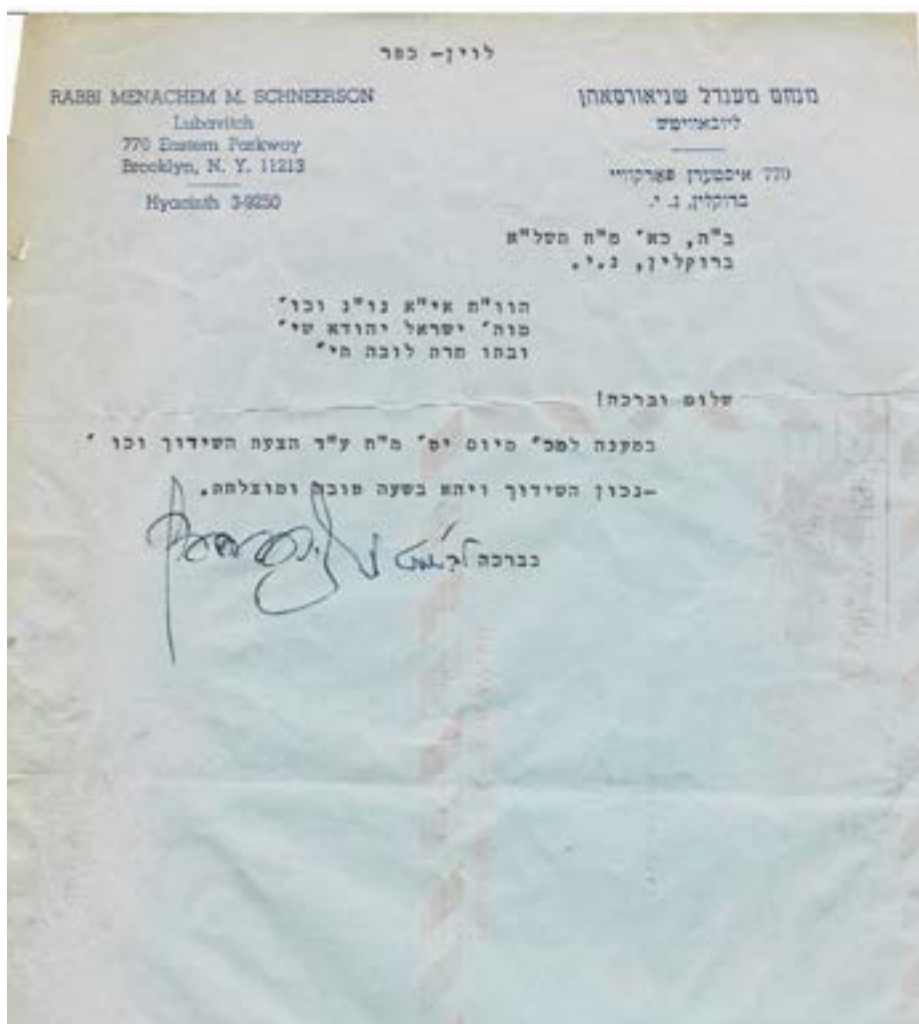 לוין- כפר
RABBI MENACHEM M. SCHNEERSON
Lubavitch
770 Eastern Parkway
Brooklyn, N. Y. 11213
Hyacinth 3-9250
מנחם מענדל שניאורסאהן
ליובאוויטש
770 איסטערן פארקוויי
ברוקלין, נ. י.
ב"ה, כא' מ"ח תשל"א
ברוקלין, נ.י.
הוו"ח אי"א נו"נ וכו'
מוה' ישראל יהודא שי'
ובתו מרת לובה תי'
שלום וברכה!
במענה למכ' מיום ים' מ"ח ע"ד הצעת השידוך וכו '
-נכון השידוך ויהא בשעה טובה ומוצלחת.
בברכה